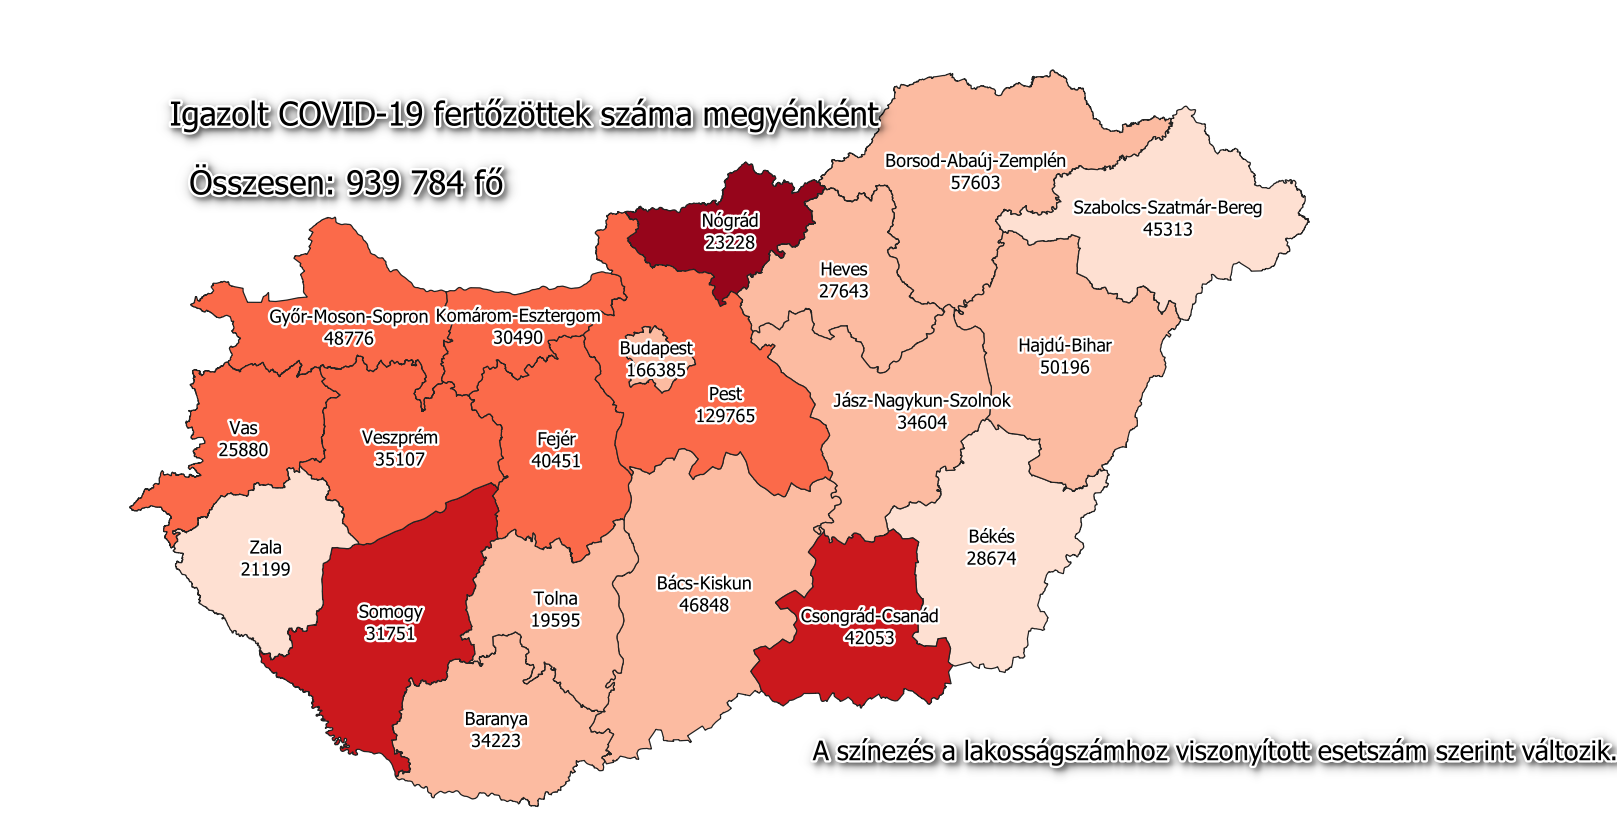 Igazolt COVID-19 fertőzöttek száma megyénként
Összesen: 939 784 fő
Borsod-Abaúj-Zemplén
57603
Szabolcs-Szatmár-Bereg
45313
Nógrád
23228
Heves
27643
Győr-Moson-Sopron
48776
Komárom-Esztergom
30490
Budapest
166385
Hajdú-Bihar
50196
Pest
129765
Jász-Nagykun-Szolnok
34604
Vas
25880
Veszprém
35107
Fejér
40451
Zala
21199
Békés
28674
Bács-Kiskun
46848
Tolna
19595
Somogy
31751
Csongrád-Csanád
42053
Baranya
34223
A színezés a lakosságszámhoz viszonyított esetszám szerint változik.